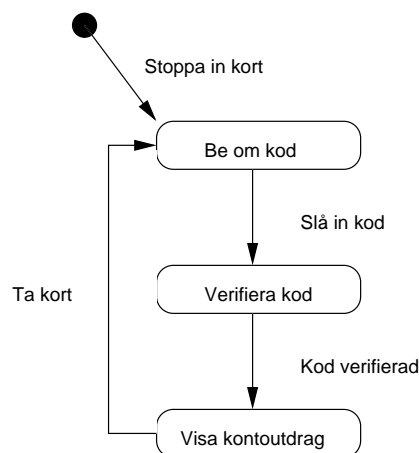 Stoppa in kort
Be om kod
Slå in kod
Ta kort
Verifiera kod
Kod verifierad
Visa kontoutdrag